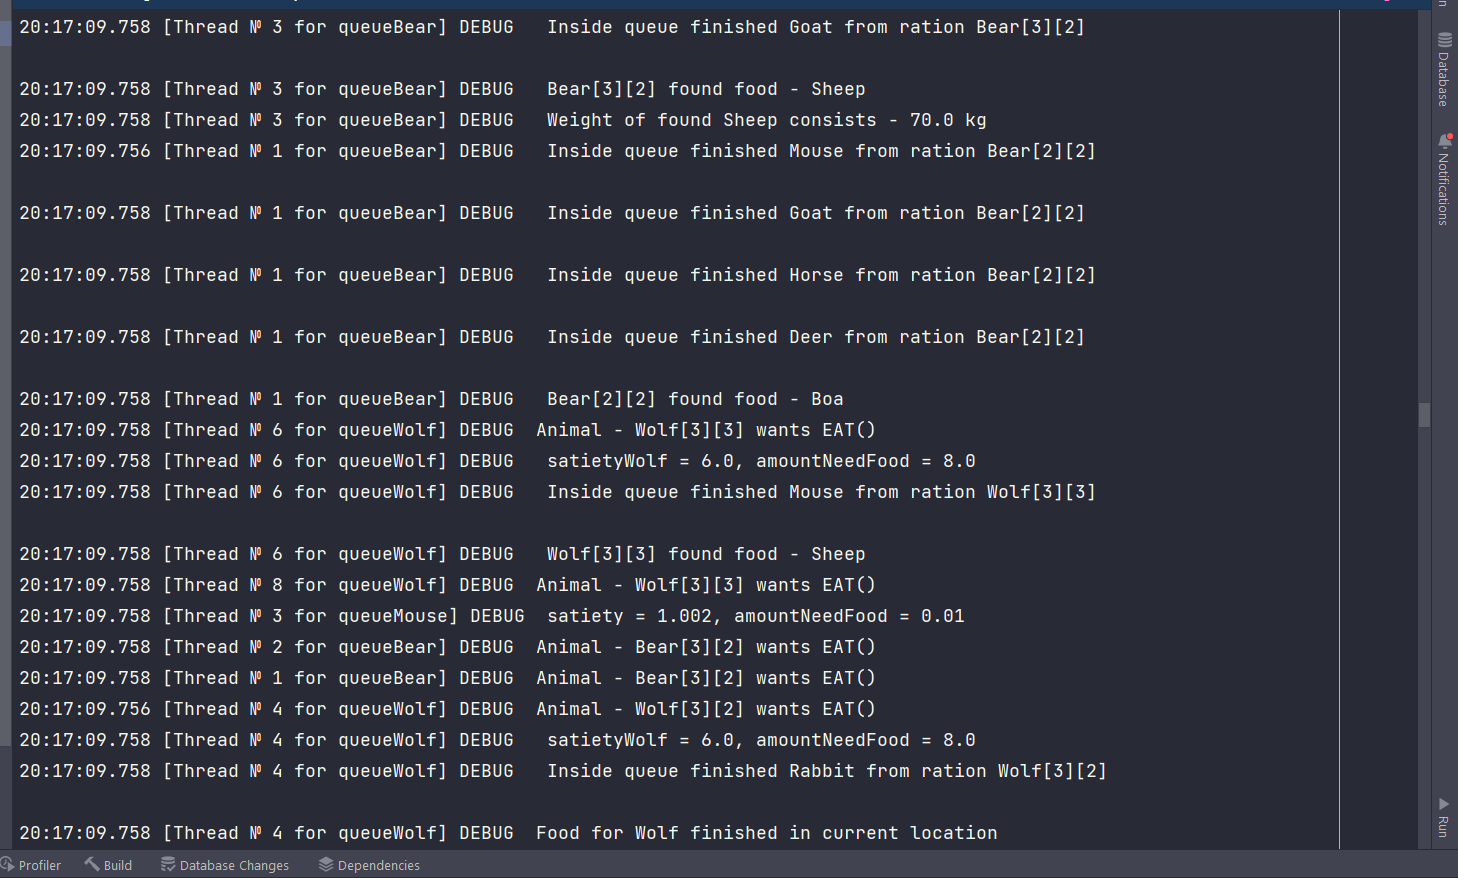 20:17:09.758 [Thread № 3 for queueBear] DEBUG   Inside queue finished Goat from ration Bear[3][2]
20:17:09.758 [Thread № 3 for queueBear] DEBUG   Bear[3][2] found food - Sheep
20:17:09.758 [Thread № 3 for queueBear] DEBUG   Weight of found Sheep consists - 70.0 kg
20:17:09.756 [Thread № 1 for queueBear] DEBUG   Inside queue finished Mouse from ration Bear[2][2]
20:17:09.758 [Thread № 1 for queueBear] DEBUG   Inside queue finished Goat from ration Bear[2][2]
20:17:09.758 [Thread № 1 for queueBear] DEBUG   Inside queue finished Horse from ration Bear[2][2]
20:17:09.758 [Thread № 1 for queueBear] DEBUG   Inside queue finished Deer from ration Bear[2][2]
20:17:09.758 [Thread № 1 for queueBear] DEBUG   Bear[2][2] found food - Boa
20:17:09.758 [Thread № 6 for queueWolf] DEBUG  Animal - Wolf[3][3] wants EAT()
20:17:09.758 [Thread № 6 for queueWolf] DEBUG   satietyWolf = 6.0, amountNeedFood = 8.0
20:17:09.758 [Thread № 6 for queueWolf] DEBUG   Inside queue finished Mouse from ration Wolf[3][3]
20:17:09.758 [Thread № 6 for queueWolf] DEBUG   Wolf[3][3] found food - Sheep
20:17:09.758 [Thread № 8 for queueWolf] DEBUG  Animal - Wolf[3][3] wants EAT()
20:17:09.758 [Thread № 3 for queueMouse] DEBUG  satiety = 1.002, amountNeedFood = 0.01
20:17:09.758 [Thread № 2 for queueBear] DEBUG  Animal - Bear[3][2] wants EAT()
20:17:09.758 [Thread № 1 for queueBear] DEBUG  Animal - Bear[3][2] wants EAT()
20:17:09.756 [Thread № 4 for queueWolf] DEBUG  Animal - Wolf[3][2] wants EAT()
20:17:09.758 [Thread № 4 for queueWolf] DEBUG   satietyWolf = 6.0, amountNeedFood = 8.0
20:17:09.758 [Thread № 4 for queueWolf] DEBUG   Inside queue finished Rabbit from ration Wolf[3][2]
20:17:09.758 [Thread № 4 for queueWolf] DEBUG  Food for Wolf finished in current location
Database
Notifications
Run
Profiler
Build
Database Changes
Dependencies